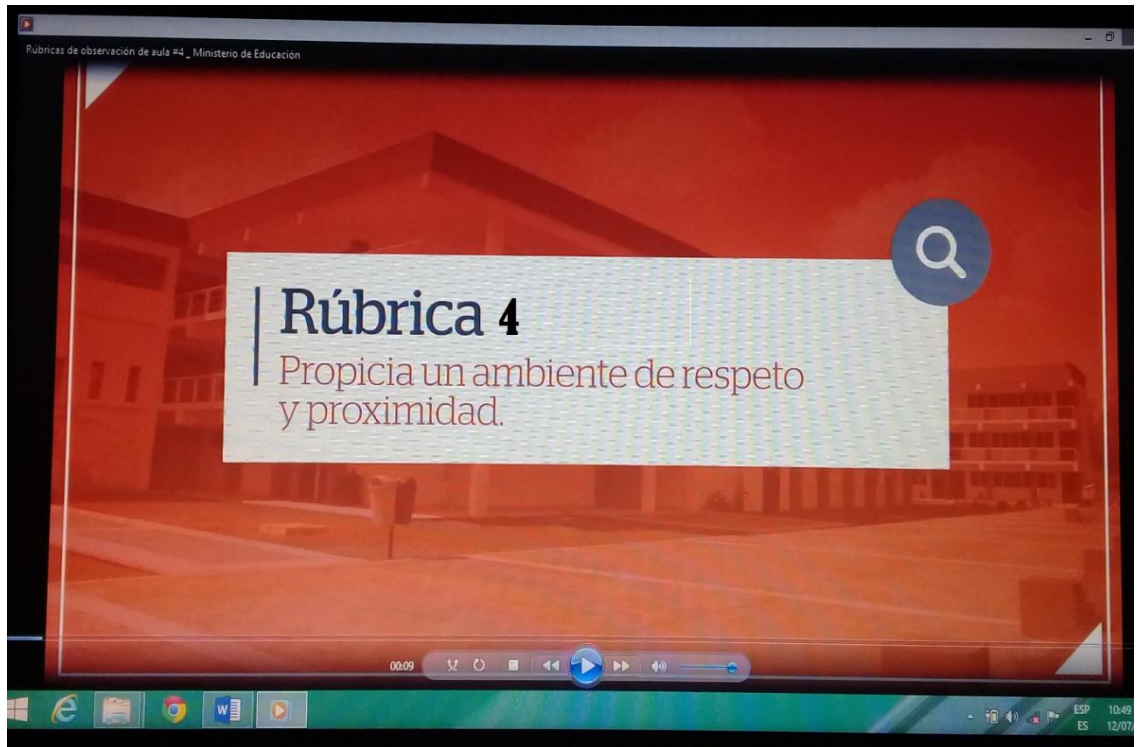 Rúbricas de observación de aula #4 _ Ministerio de Educación
Rúbrica 4
Propicia un ambiente de respeto
y proximidad.
00:09
W
ESP
ES
10:49
12/07/